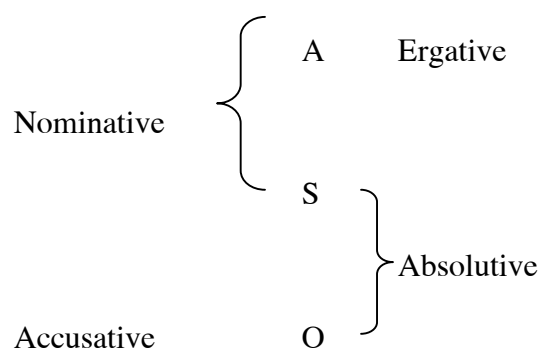 A Ergative
Nominative
S
Absolutive
Accusative O